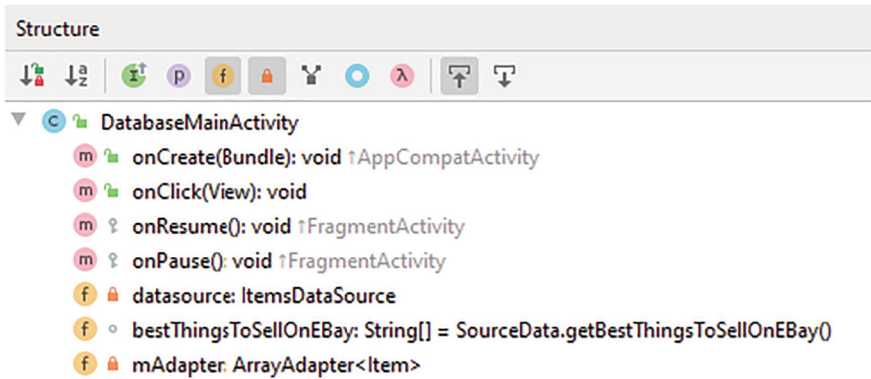 Structure
DatabaseMainActivity
onCreate(Bundle): void ↑AppCompatActivity
onClick(View): void
onResume(): void ↑FragmentActivity
onPause(): void ↑FragmentActivity
datasource: ItemsDataSource
bestThingsToSellOnEBay: String[] = SourceData.getBestThingsToSellOnEBay()
mAdapter: ArrayAdapter<Item>